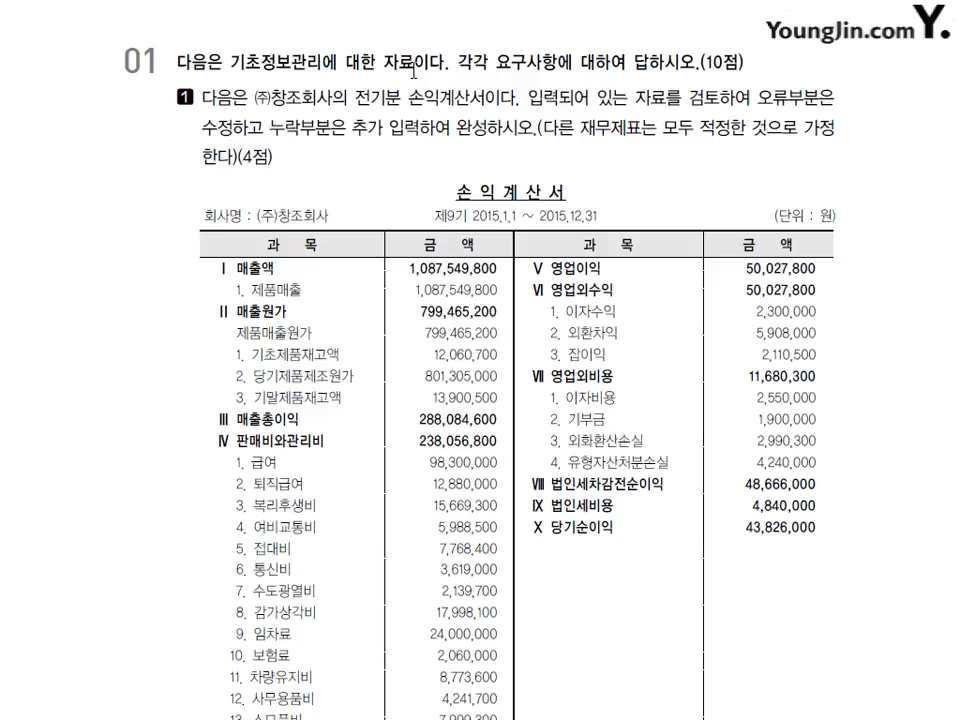 YoungJin.com Y.
01 다음은 기초정보관리에 대한 자료이다. 각각 요구사항에 대하여 답하시오.(10점)
1 다음은 ㈜창조회사의 전기분 손익계산서이다. 입력되어 있는 자료를 검토하여 오류부분은
수정하고 누락부분은 추가 입력하여 완성하시오.(다른 재무제표는 모두 적정한 것으로 가정
한다)(4점)
손 익 계 산 서
회사명 : (주)창조회사 제9기 2015.1.1 ~ 2015.12.31 (단위 : 원)
과 목 금 액 과 목 금 액
Ⅰ 매출액 1,087,549,800 Ⅴ 영업이익 50,027,800
1. 제품매출 1,087,549,800 Ⅵ 영업외수익 50,027,800
Ⅱ 매출원가 799,465,200 1. 이자수익 2,300,000
제품매출원가 799,465,200 2. 외환차익 5,908,000
1. 기초제품재고액 12,060,700 3. 잡이익 2,110,500
2. 당기제품제조원가 801,305,000 Ⅶ 영업외비용 11,680,300
3. 기말제품재고액 13,900,500 1. 이자비용 2,550,000
Ⅲ 매출총이익 288,084,600 2. 기부금 1,900,000
Ⅳ 판매비와관리비 238,056,800 3. 외화환산손실 2,990,300
1. 급여 98,300,000 4. 유형자산처분손실 4,240,000
2. 퇴직급여 12,880,000 Ⅷ 법인세차감전순이익 48,666,000
3. 복리후생비 15,669,300 Ⅸ 법인세비용 4,840,000
4. 여비교통비 5,988,500 Ⅹ 당기순이익 43,826,000
5. 접대비 7,768,400
6. 통신비 3,619,000
7. 수도광열비 2,139,700
8. 감가상각비 17,998,100
9. 임차료 24,000,000
10. 보험료 2,060,000
11. 차량유지비 8,773,600
12. 사무용품비 4,241,700
13. 소모품비 7,999,300